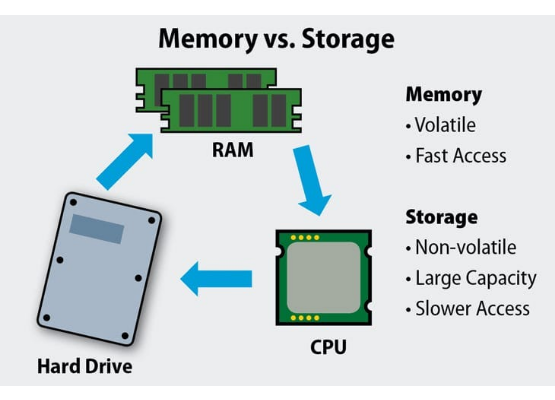 Memory vs. Storage
RAM
Memory
• Volatile
• Fast Access
Storage
• Non-volatile
• Large Capacity
• Slower Access
CPU
Hard Drive